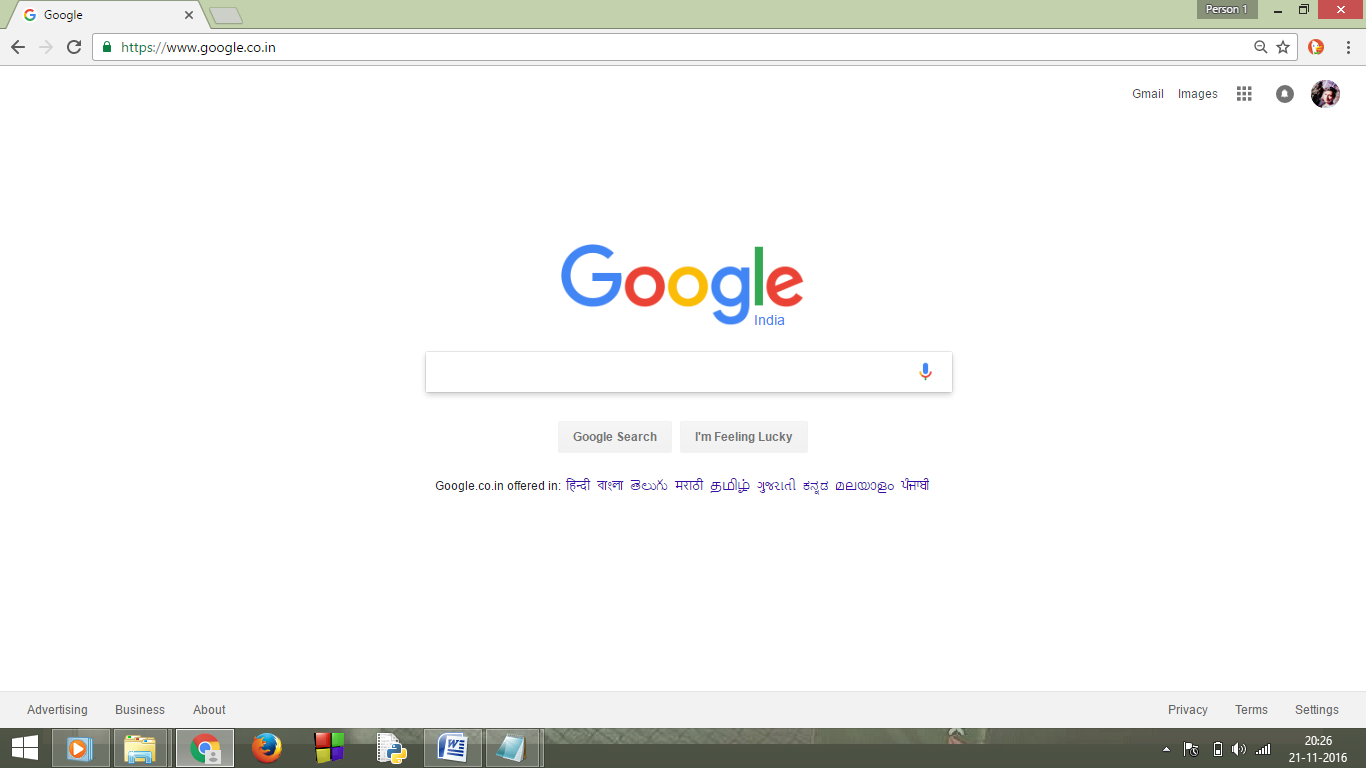 Google
Person 1
https://www.google.co.in
Gmail Images
Google
India
Google Search I'm Feeling Lucky
Google.co.in offered in: हिन्दी বাংলা తెలుగు मराठी தமிழ் ગુજરાતી ಕನ್ನಡ മലയാളം ਪੰਜਾਬੀ
Advertising Business About Privacy Terms Settings
20:26
21-11-2016